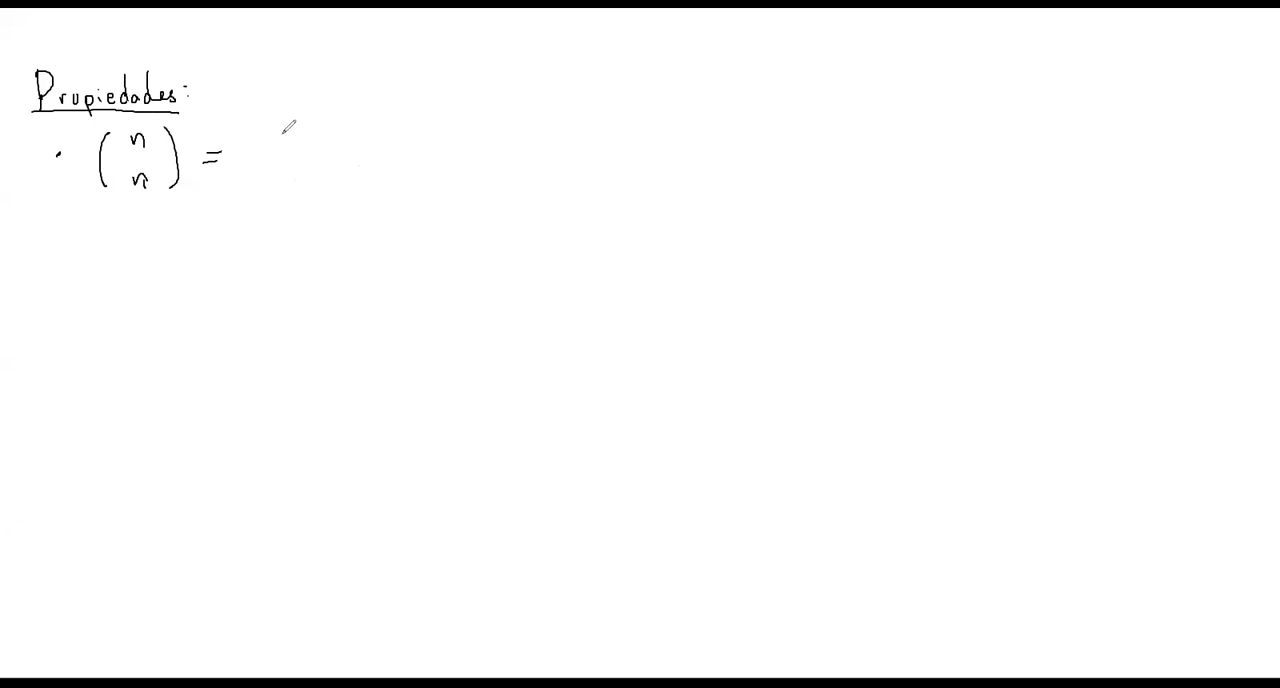 Propiedades:
· (n n) =